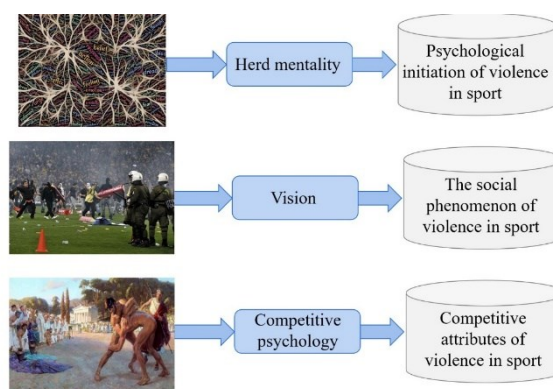 Herd mentality
Psychological
initiation of violence
in sport
Vision
The social
phenomenon of
violence in sport
Competitive
psychology
Competitive
attributes of
violence in sport